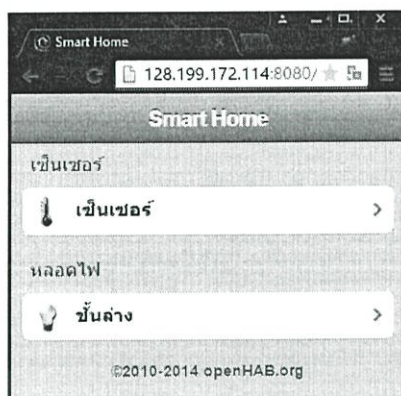 Smart Home
128.199.172.114:8080/
Smart Home
เซ็นเซอร์
เซ็นเซอร์
หลอดไฟ
ชั้นล่าง
©2010-2014 openHAB.org